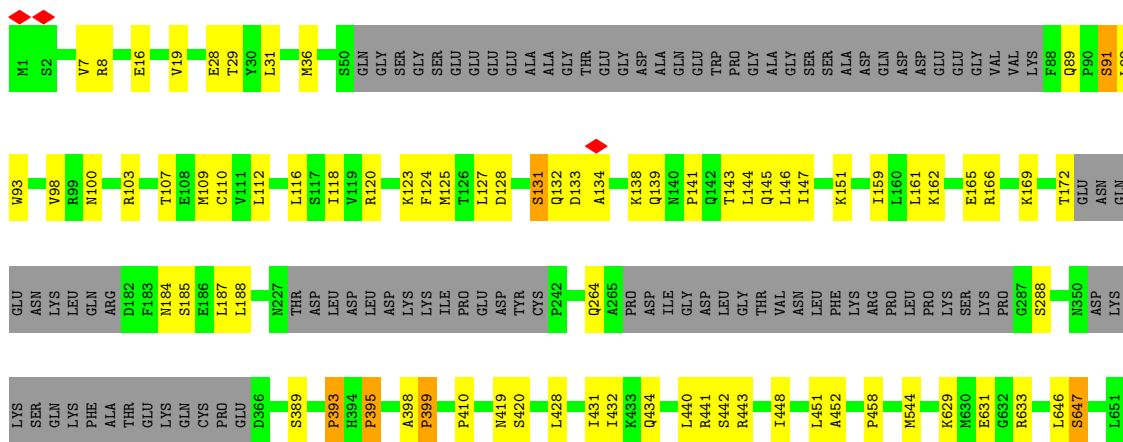 M1 S2 V7 R8 E16 V19 E28 T29 Y30 L31 M36 S50 GLN GLY SER GLY SER GLU GLU GLU GLU ALA ALA GLY THR GLU GLY ASP ALA GLN GLU TRP PRO GLY ALA GLY SER SER ALA ASP GLN ASP ASP GLU GLU GLY VAL VAL LYS F88 Q89 P90 S91
W93 V98 R99 N100 R103 T107 E108 M109 C110 V111 L112 L116 S117 I118 V119 R120 K123 F124 M125 T126 L127 D128 S131 Q132 D133 A134 K138 Q139 N140 P141 Q142 T143 L144 Q145 L146 I147 K151 I159 L160 L161 K162 E165 R166 K169 T172 GLU ASN GLN
GLU ASN LYS LEU GLN ARG D182 F183 N184 S185 E186 L187 L188 N227 THR ASP LEU ASP LEU ASP LYS LYS ILE PRO GLU ASP TYR CYS P242 Q264 A265 PRO ASP ILE GLY ASP LEU GLY THR VAL ASN LEU PHE LYS ARG PRO LEU PRO LYS SER LYS PRO G287 S288 N350 ASP LYS
LYS SER GLN LYS PHE ALA THR GLU LYS GLN CYS PRO GLU D366 S389 P393 H394 P395 A398 P399 P410 N419 S420 L428 I431 I432 K433 Q434 L440 R441 S442 R443 I448 L451 A452 P458 M544 K629 M630 E631 G632 R633 L646 S647 L651